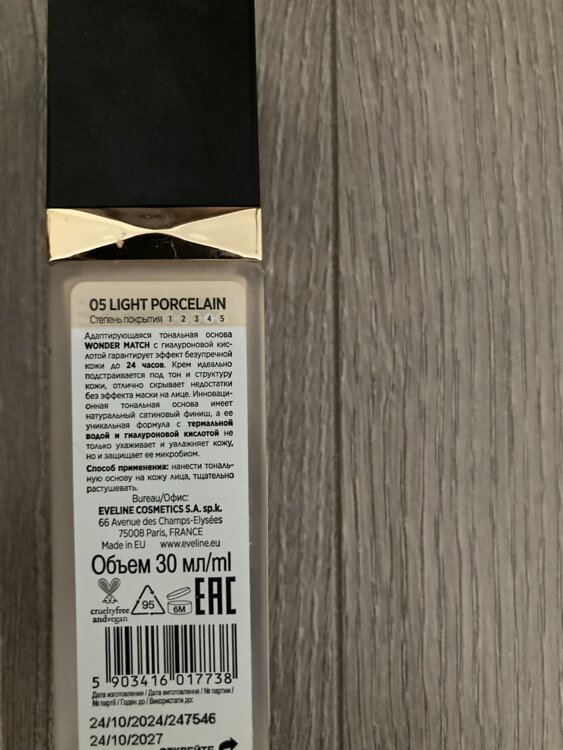 05 LIGHT PORCELAIN
Степень покрытия 1 2 3 4 5
Адаптирующаяся тональная основа
WONDER MATCH с гиалуроновой кис-
лотой гарантирует эффект безупречной
кожи до 24 часов. Крем идеально
подстраивается под тон и структуру
кожи, отлично скрывает недостатки
без эффекта маски на лице. Инноваци-
онная тональная основа имеет
натуральный сатиновый финиш, а ее
уникальная формула с термальной
водой и гиалуроновой кислотой не
только ухаживает и увлажняет кожу,
но и защищает ее микробиом.
Способ применения: нанести тональ-
ную основу на кожу лица, тщательно
растушевать.
Bureau/Офис:
EVELINE COSMETICS S.A. sp.k.
66 Avenue des Champs-Elysées
75008 Paris, FRANCE
Made in EU www.eveline.eu
Объем 30 мл/ml
crueltyfree
andvegan
95
6M
EAC
5 903416 017738
Дата изготовления / Дата виготовлення / № партии /
№ партії / Годен до / Використати до:
24/10/2024/247546
24/10/2027
ОТКРЕЙТЕ